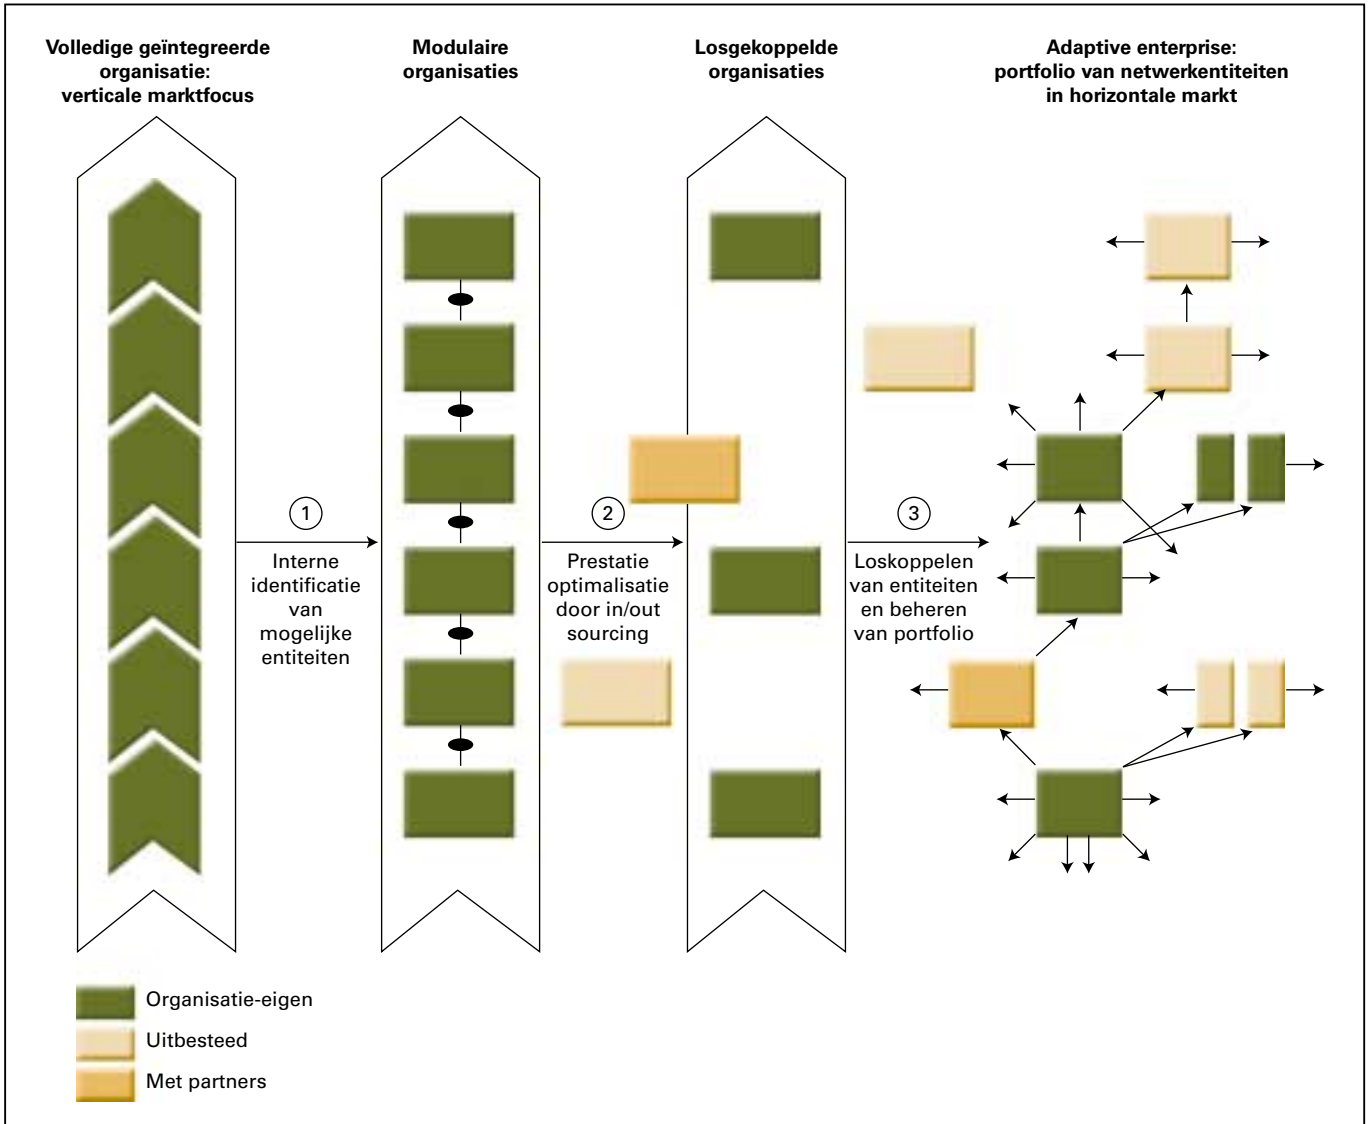 Volledige geïntegreerde
organisatie:
verticale marktfocus
Modulaire
organisaties
Losgekoppelde
organisaties
Adaptive enterprise:
portfolio van netwerkentiteiten
in horizontale markt
1
Interne
identificatie
van
mogelijke
entiteiten
2
Prestatie
optimalisatie
door in/out
sourcing
3
Loskoppelen
van entiteiten
en beheren
van portfolio
Organisatie-eigen
Uitbesteed
Met partners